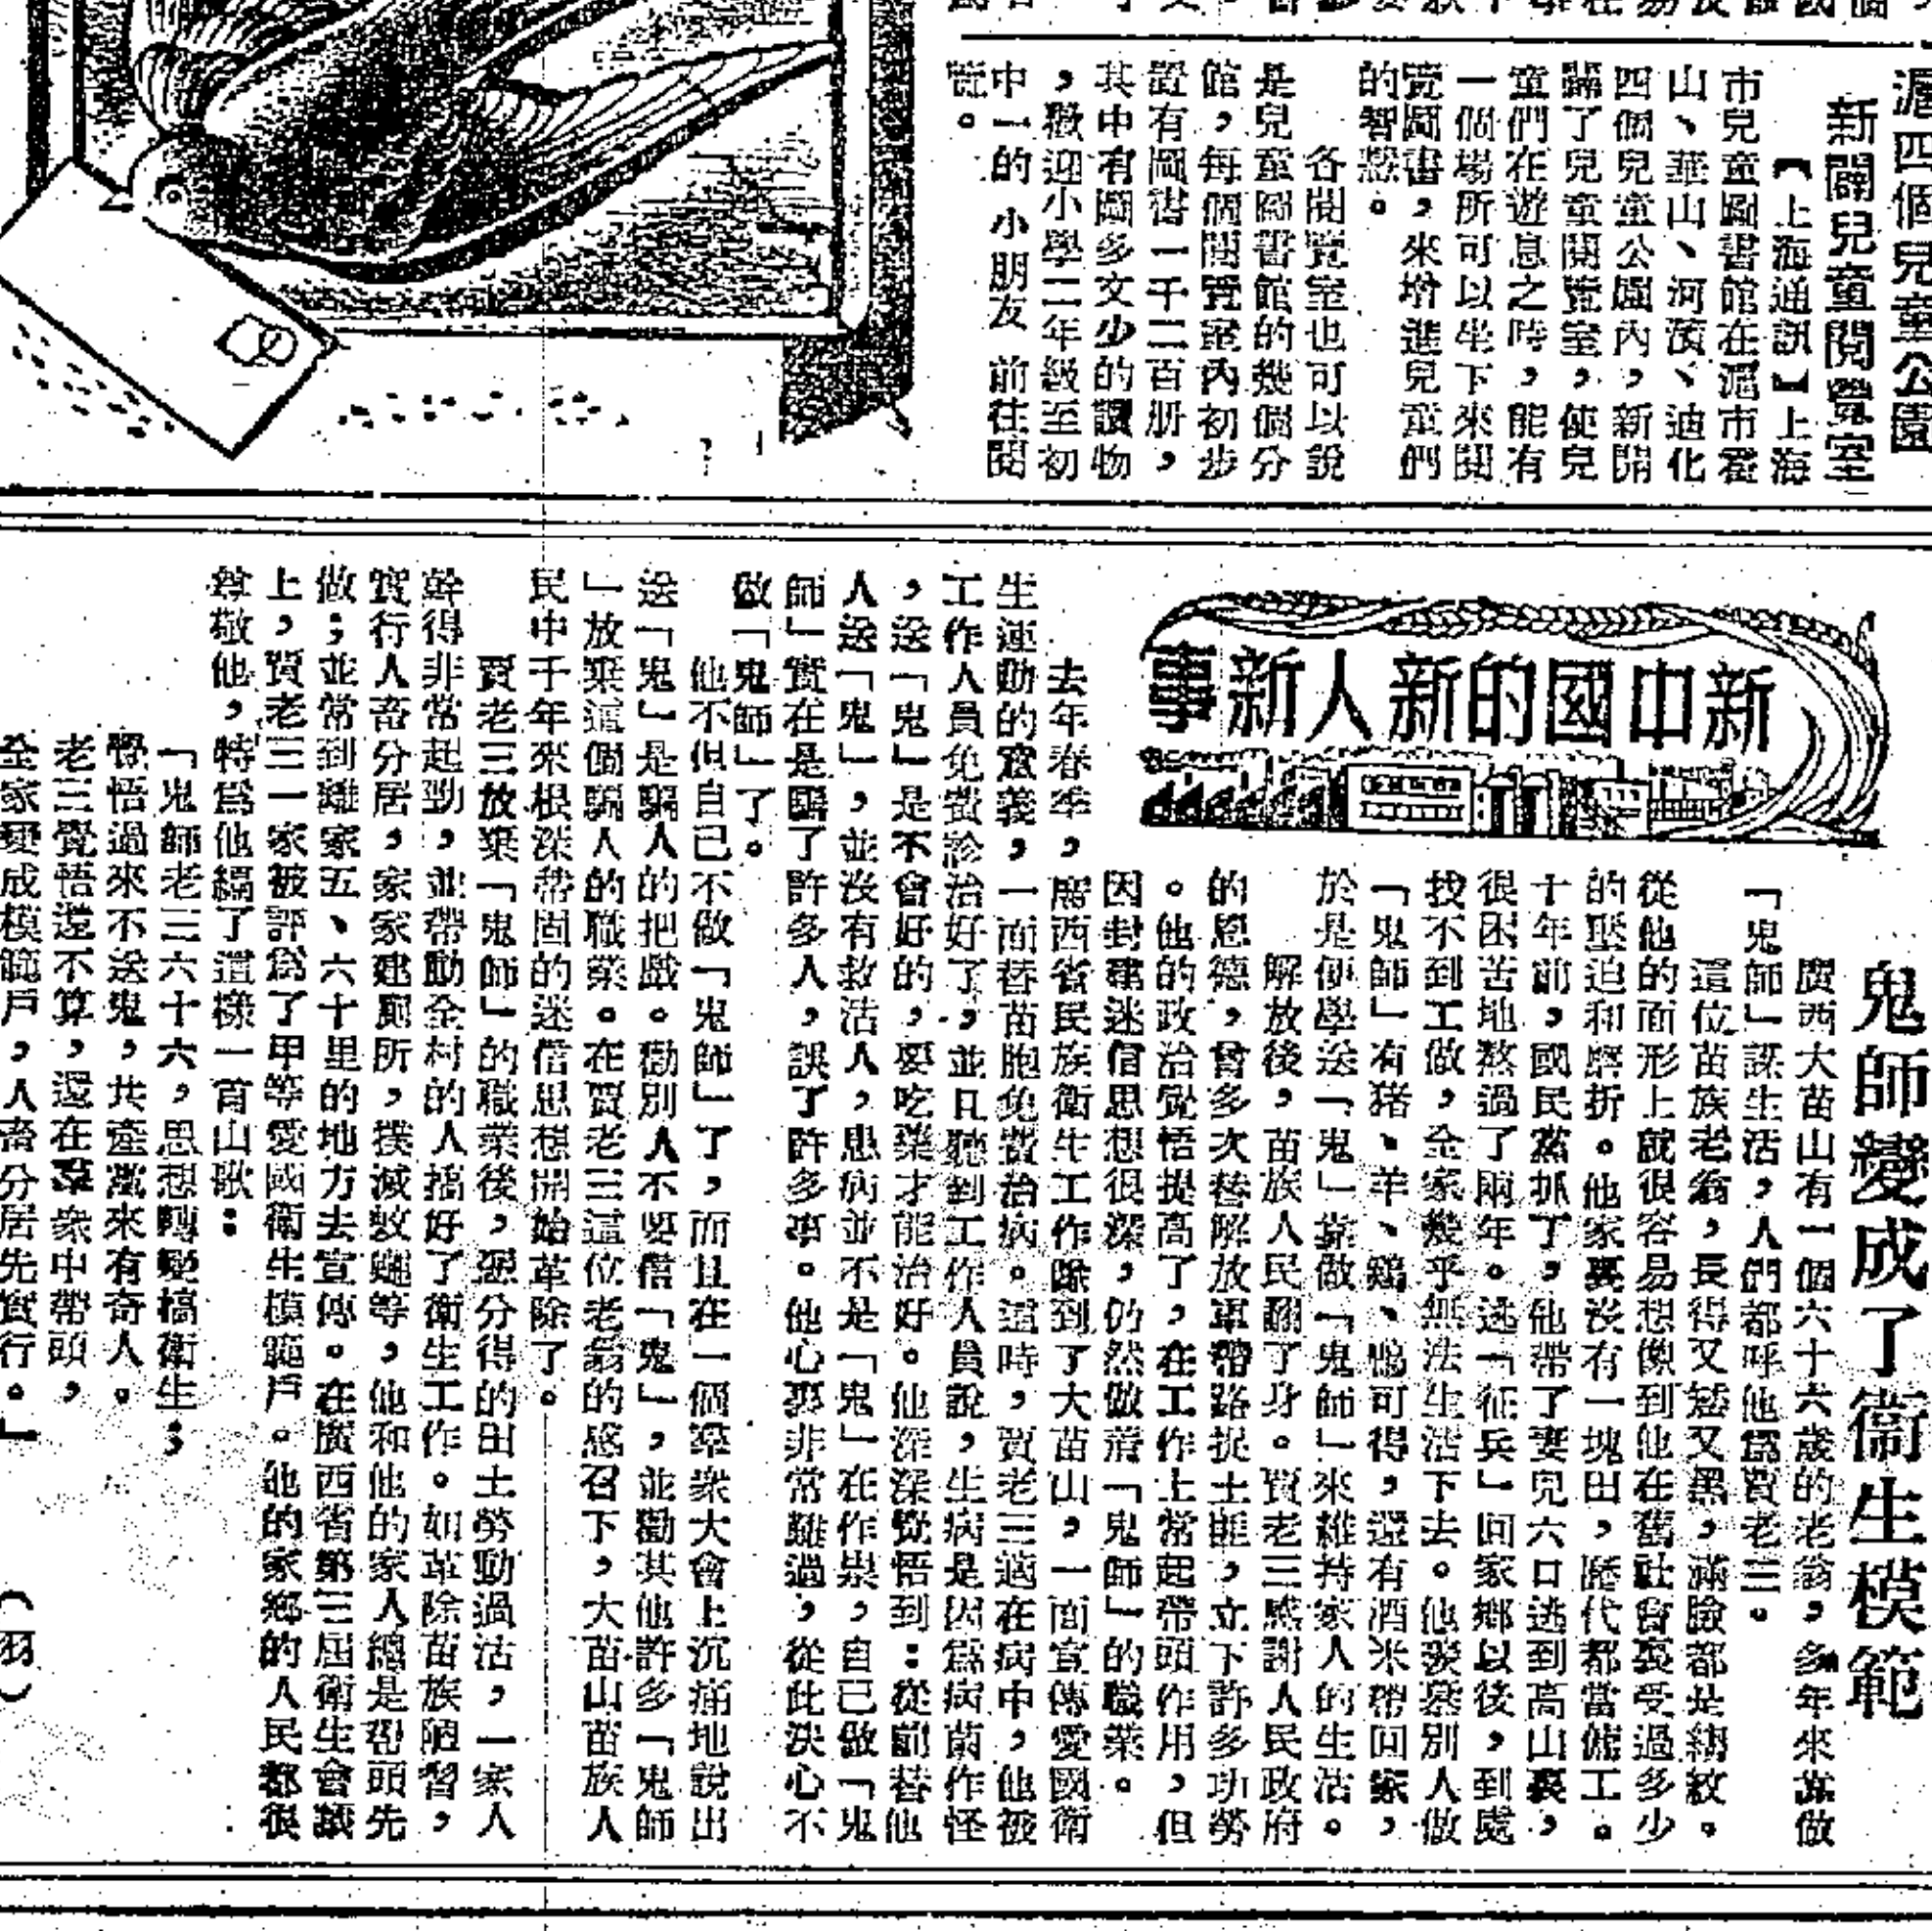 滬四個兒童公園
新闢兒童閱覽室
【上海通訊】上海
市兒童圖書館在滬市霍
山、華山、河濱、迪化
四個兒童公園內，新開
闢了兒童閱覽室，使兒
童們在遊息之時，能有
一個場所可以坐下來閱
覽圖書，來增進兒童們
的智慧。
各閱覽室也可以說
是兒童圖書館的幾個分
館，每個閱覽室內初步
置有圖書一千二百册，
其中有圖多文少的讀物
，歡迎小學二年級至初
中一的小朋友前往閱
覽。
新中國的新人新事
鬼師變成了衞生模範
廣西大苗山有一個六十六歲的老翁，多年來靠做
「鬼師」謀生活，人們都呼他爲賈老三。
這位苗族老翁，長得又矮又黑，滿臉都是縐紋。
從他的面形上就很容易想像到他在舊社會裏受過多少
的壓迫和磨折。他家裏沒有一塊田，歷代都當傭工。
十年前，國民黨抓丁，他帶了妻兒六口逃到高山裏，
很困苦地熬過了兩年。逃「征兵」回家鄉以後，到處
找不到工做，全家幾乎無法生活下去。他羨慕別人做
「鬼師」有猪、羊、鷄、鴨可得，還有酒米帶回家，
於是便學送「鬼」靠做「鬼師」來維持家人的生活。
解放後，苗族人民翻了身。賈老三感謝人民政府
的恩德，曾多次替解放軍帶路捉土匪，立下許多功勞
。他的政治覺悟提高了，在工作上常起帶頭作用，但
因封建迷信思想很深，仍然做着「鬼師」的職業。
去年春季，廣西省民族衛生工作隊到了大苗山，一面宣傳愛國衛
生運動的意義，一面替苗胞免費治病。這時，賈老三適在病中，他被
工作人員免費診治好了，並且聽到工作人員說，生病是因爲病菌作怪
，送「鬼」是不會好的，要吃藥才能治好。他深深覺悟到：從前替他
人送「鬼」，並沒有救活人，患病並不是「鬼」在作祟，自己做「鬼
師」實在是騙了許多人，誤了許多事。他心裏非常難過，從此決心不
做「鬼師」了。
他不但自己不做「鬼師」了，而且在一個羣衆大會上沉痛地說出
送「鬼」是騙人的把戲。勸別人不要信「鬼」，並勸其他許多「鬼師
」放棄這個騙人的職業。在賈老三這位老翁的感召下，大苗山苗族人
民中千年來根深蒂固的迷信思想開始革除了。
賈老三放棄「鬼師」的職業後，憑分得的田土勞動過活，一家人
幹得非常起勁，並帶動全村的人搞好了衛生工作。如革除苗族陋習，
實行人畜分居，家家建厠所，撲滅蚊蠅等，他和他的家人總是帶頭先
做；並常到離家五、六十里的地方去宣傳。在廣西省第三屆衛生會議
上，賈老三一家被評爲了甲等愛國衛生模範戶。他的家鄉的人民都很
尊敬他，特爲他編了這樣一首山歌：
「鬼師老三六十六，思想轉變搞衛生；
覺悟過來不送鬼，共產黨來有奇人。
老三覺悟還不算，還在羣衆中帶頭，
全家變成模範戶，人畜分居先實行。」
（羽）